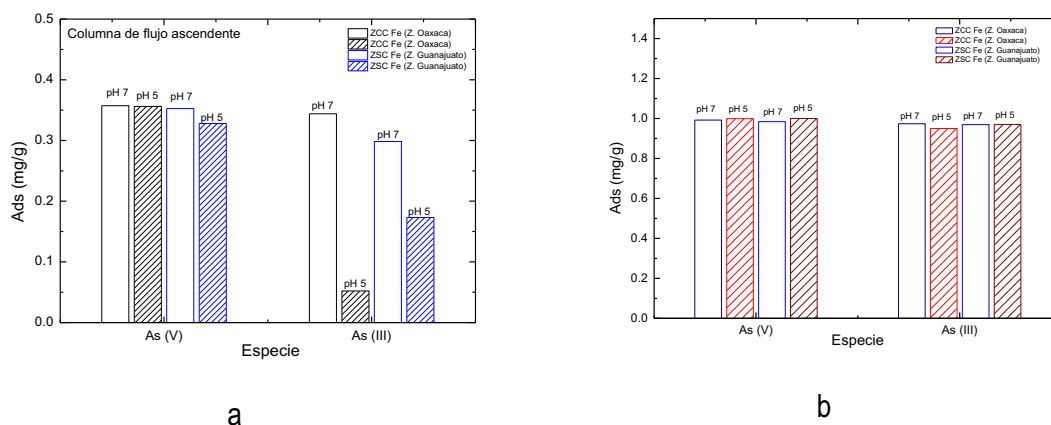 Columna de flujo ascendente
ZCC Fe (Z. Oaxaca)
ZCC Fe (Z. Oaxaca)
ZSC Fe (Z. Guanajuato)
ZSC Fe (Z. Guanajuato)
0.5
0.4
0.3
0.2
0.1
0.0
Ads (mg/g)
pH 7
pH 5
pH 7
pH 5
pH 7
pH 5
pH 7
pH 5
As (V)
As (III)
Especie
a
ZCC Fe (Z. Oaxaca)
ZCC Fe (Z. Oaxaca)
ZSC Fe (Z. Guanajuato)
ZSC Fe (Z. Guanajuato)
1.4
1.2
1.0
0.8
0.6
0.4
0.2
0.0
Ads (mg/g)
pH 7
pH 5
pH 7
pH 5
pH 7
pH 5
pH 7
pH 5
As (V)
As (III)
Especie
b